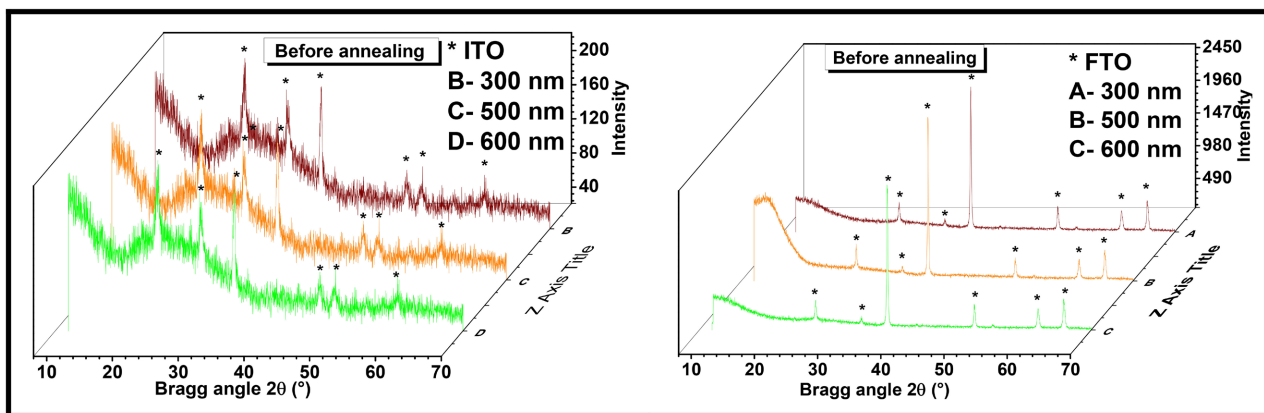 Before annealing
* ITO
B- 300 nm
C- 500 nm
D- 600 nm
200
160
120
80
40
Intensity
B
C
D
Z Axis Title
10 20 30 40 50 60 70
Bragg angle 2θ (°)
Before annealing
* FTO
A- 300 nm
B- 500 nm
C- 600 nm
2450
1960
1470
980
490
Intensity
A
B
C
Z Axis Title
20 30 40 50 60 70
Bragg angle 2θ (°)